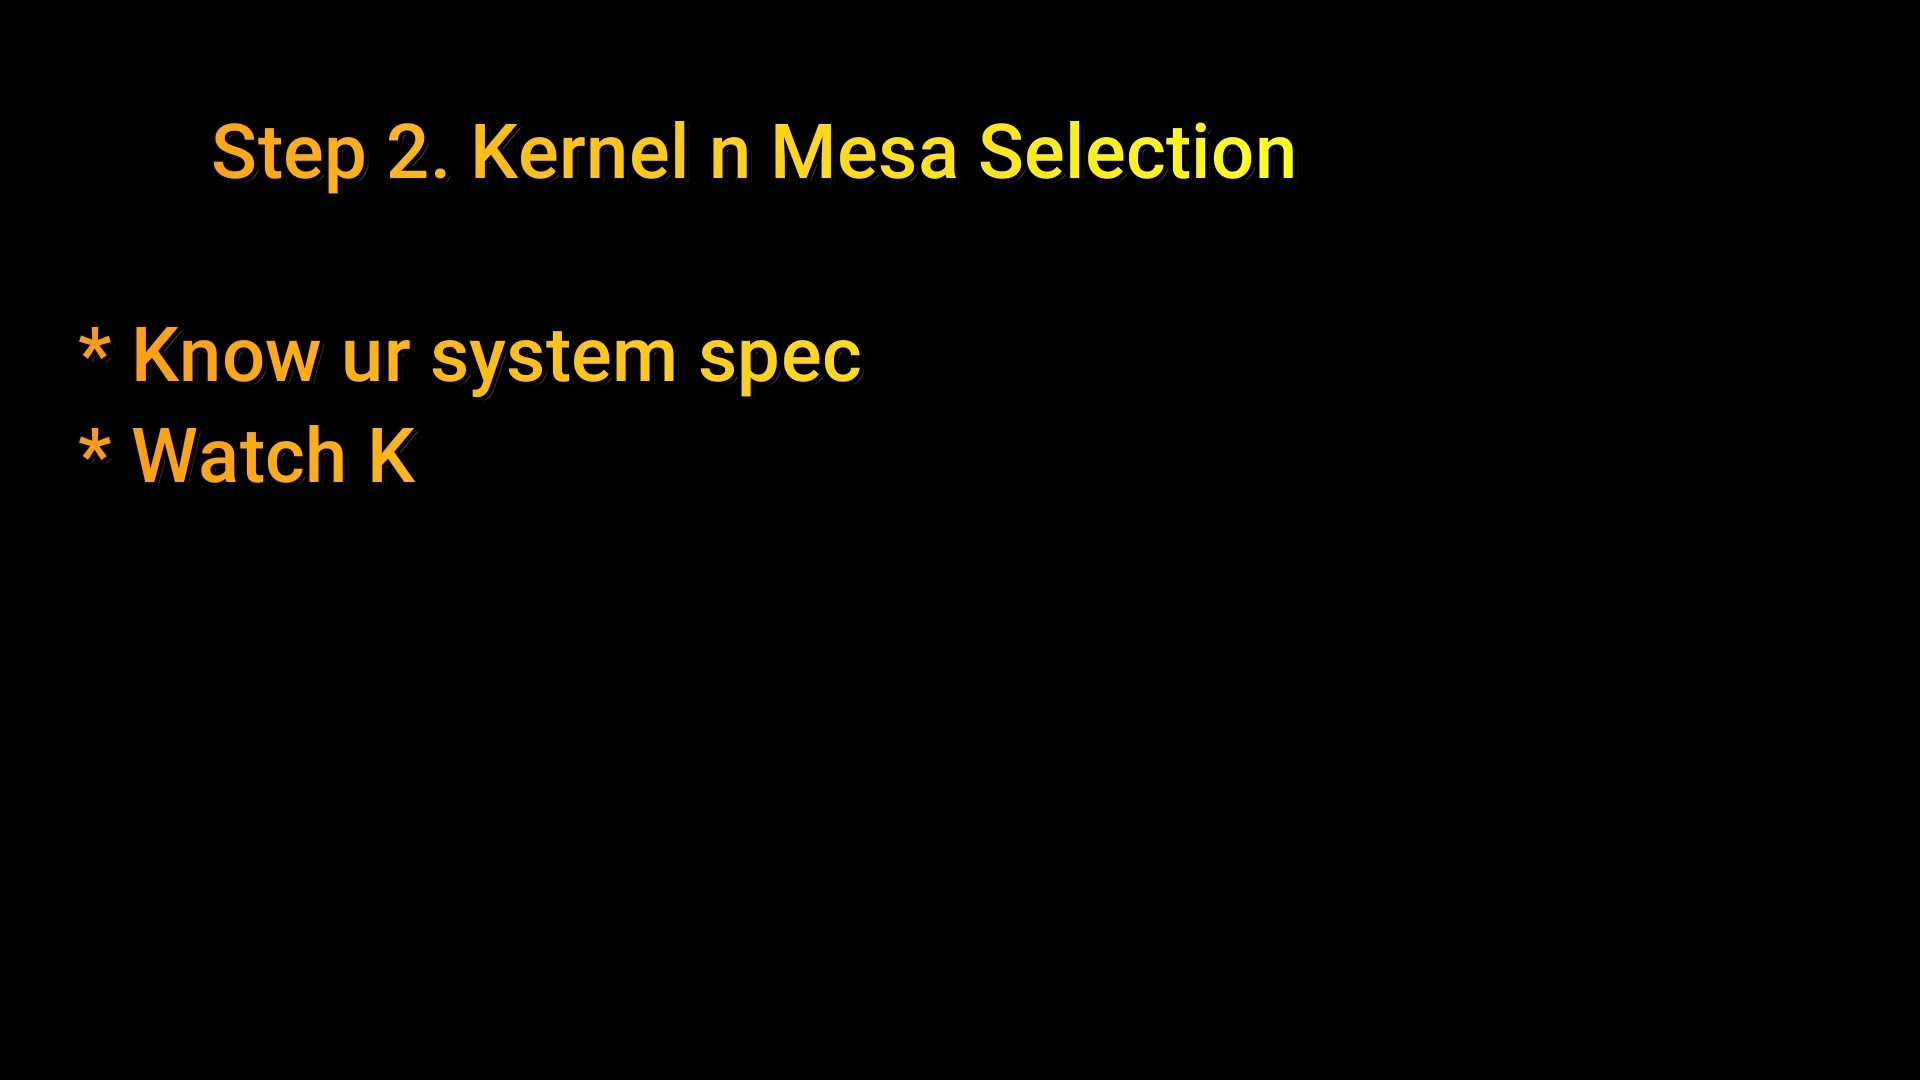 Step 2. Kernel n Mesa Selection
* Know ur system spec
* Watch K